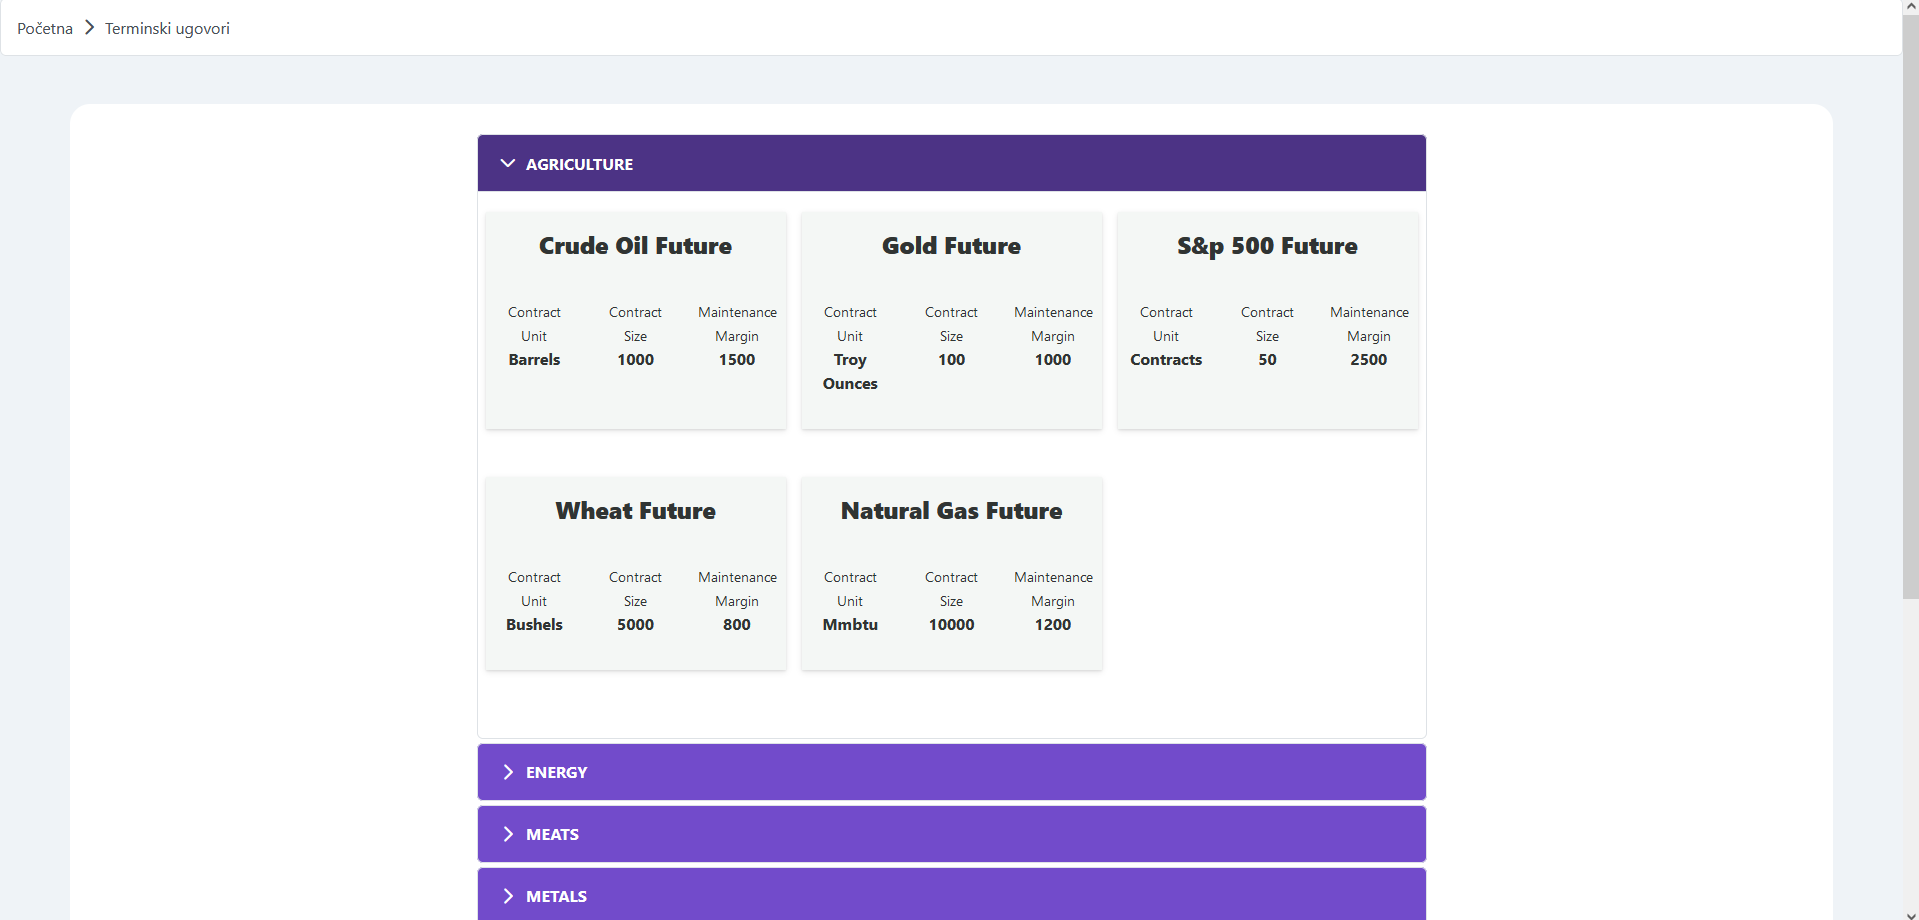 Početna
Terminski ugovori
AGRICULTURE
Crude Oil Future
Contract
Unit
Barrels
Contract
Size
1000
Maintenance
Margin
1500
Gold Future
Contract
Unit
Troy
Ounces
Contract
Size
100
Maintenance
Margin
1000
S&p 500 Future
Contract
Unit
Contracts
Contract
Size
50
Maintenance
Margin
2500
Wheat Future
Contract
Unit
Bushels
Contract
Size
5000
Maintenance
Margin
800
Natural Gas Future
Contract
Unit
Mmbtu
Contract
Size
10000
Maintenance
Margin
1200
ENERGY
MEATS
METALS